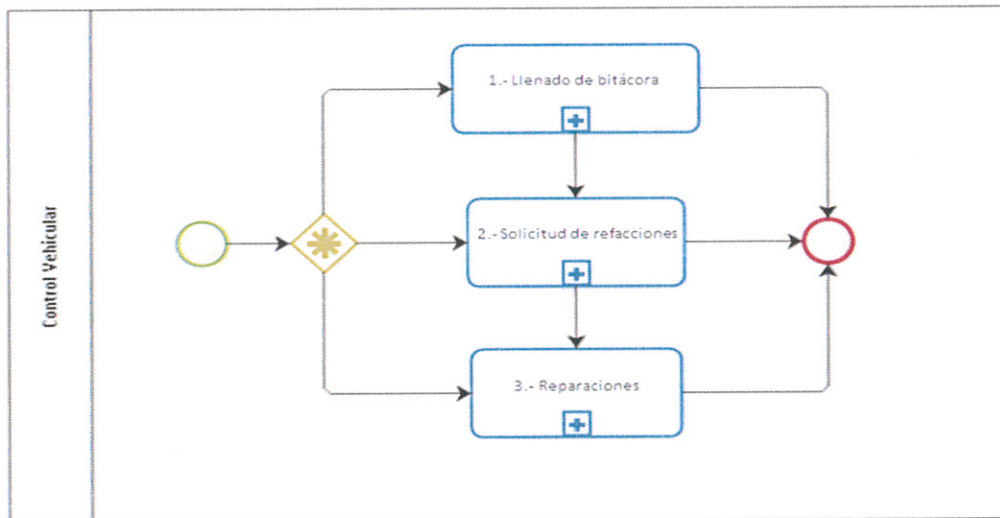 Control Vehicular
1.- Llenado de bitácora
2.-Solicitud de refacciones
3.- Reparaciones